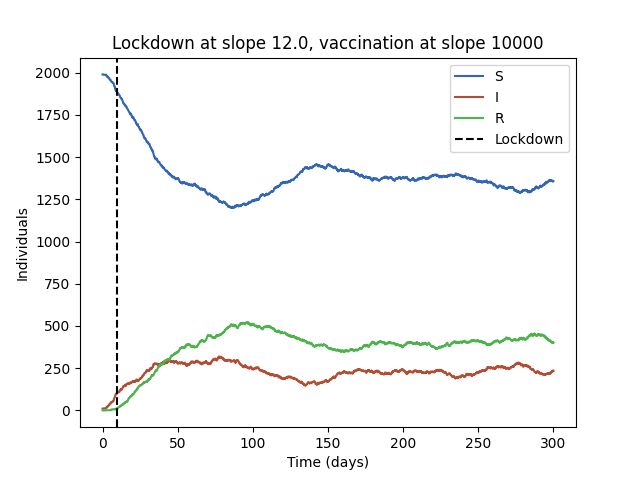 Lockdown at slope 12.0, vaccination at slope 10000
S
I
R
Lockdown
Individuals
2000
1750
1500
1250
1000
750
500
250
0
0 50 100 150 200 250 300
Time (days)